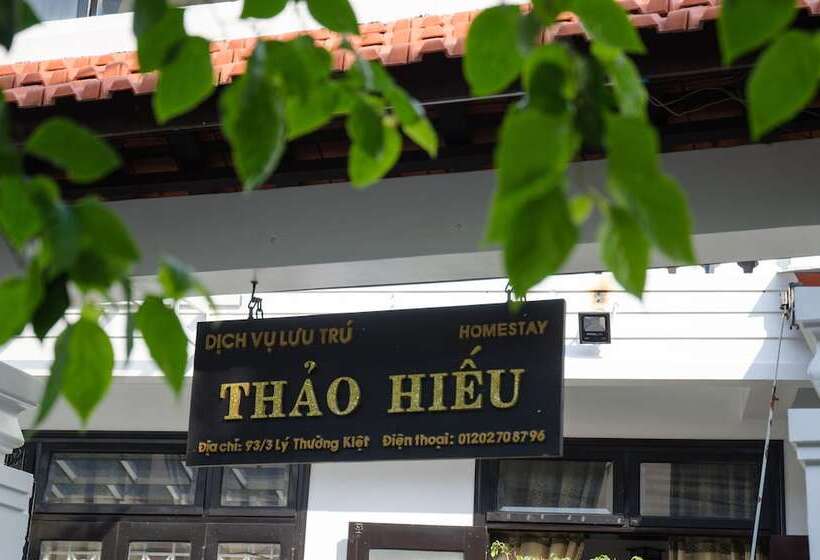 DỊCH VỤ LƯU TRÚ HOMESTAY
THẢO HIẾU
Địa chỉ: 93/3 Lý Thường Kiệt Điện thoại: 01202708796